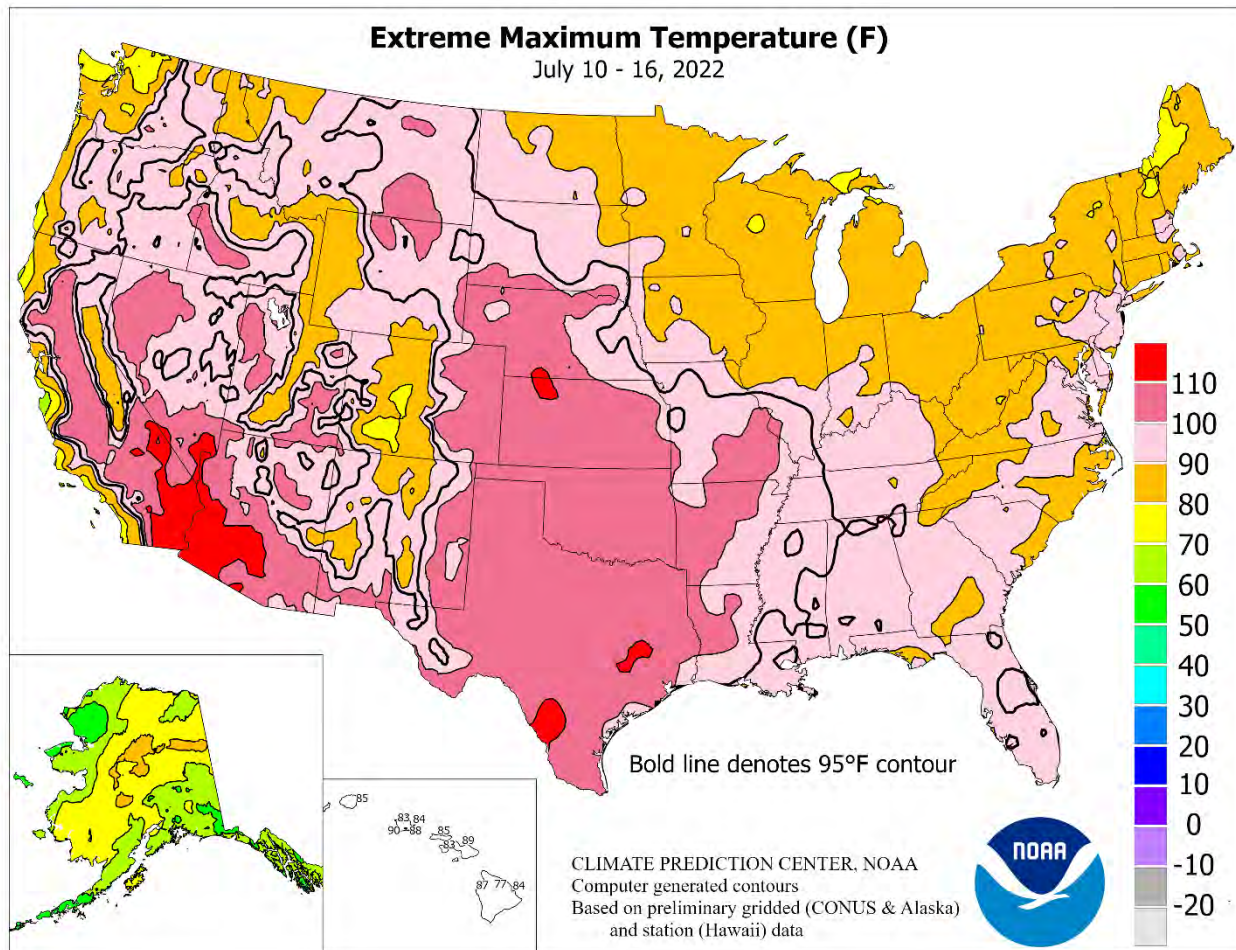 Extreme Maximum Temperature (F)
July 10 - 16, 2022
110
100
90
80
70
60
50
40
30
20
10
0
-10
-20
Bold line denotes 95°F contour
85
83 84
90 88
85
83
89
87 77 84
CLIMATE PREDICTION CENTER, NOAA
Computer generated contours
Based on preliminary gridded (CONUS & Alaska)
and station (Hawaii) data
NOAA